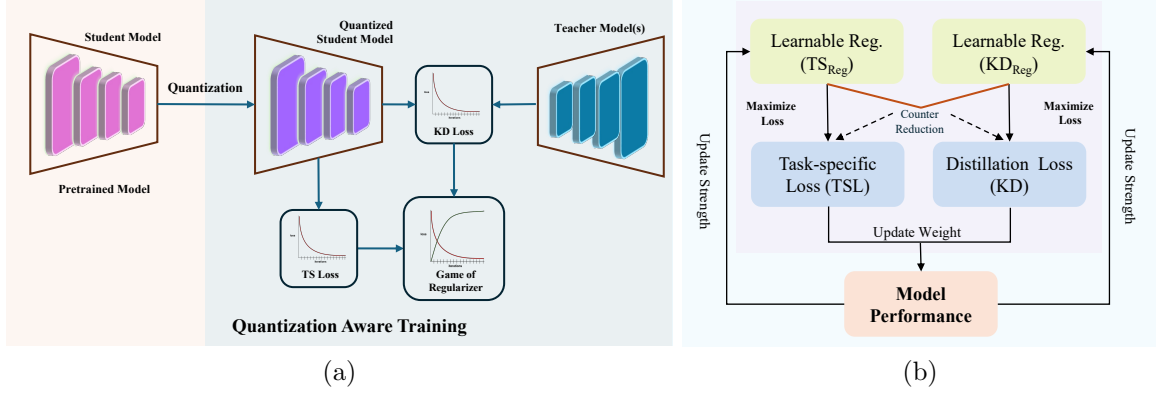 Student Model
Quantization
Pretrained Model
Quantized
Student Model
Teacher Model(s)
KD Loss
TS Loss
Game of
Regularizer
Quantization Aware Training
(a)
Learnable Reg.
(TSReg)
Learnable Reg.
(KDReg)
Maximize
Loss
Counter
Reduction
Maximize
Loss
Update Strength
Update Strength
Task-specific
Loss (TSL)
Distillation Loss
(KD)
Update Weight
Model
Performance
(b)